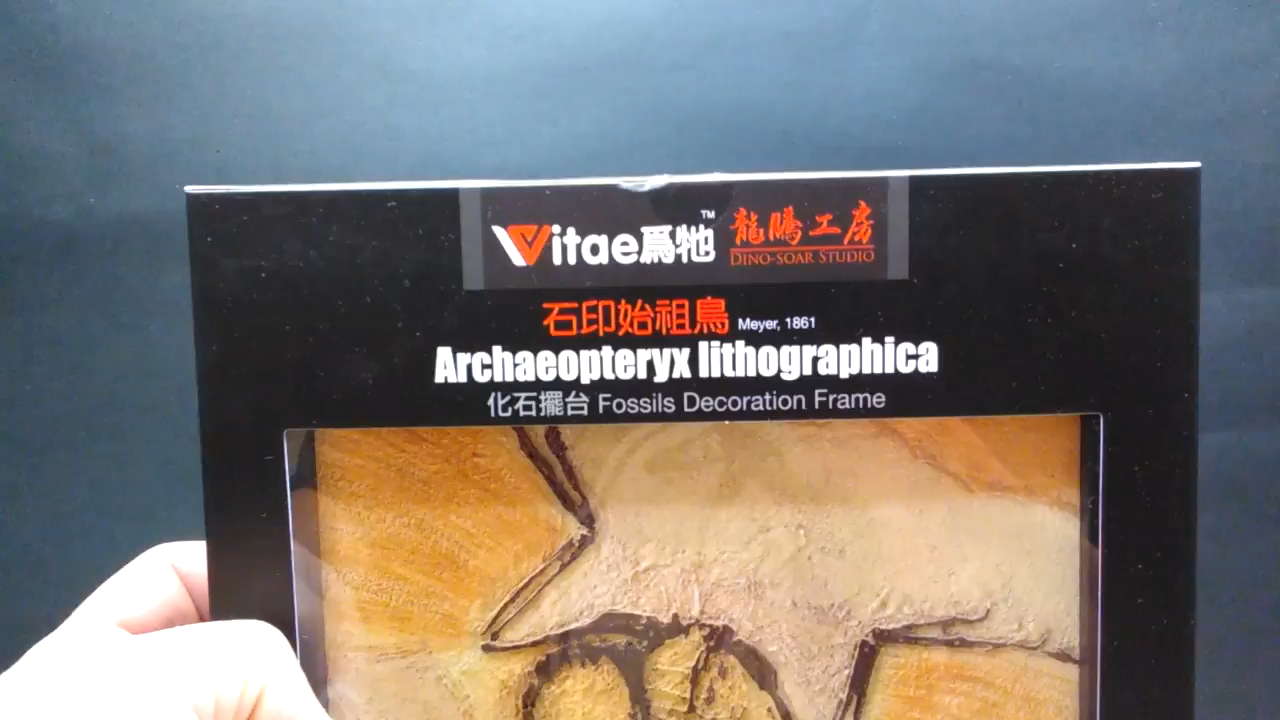 Vitae爲牠™ 龍騰工房
DINO-SOAR STUDIO
石印始祖鳥 Meyer, 1861
Archaeopteryx lithographica
化石擺台 Fossils Decoration Frame